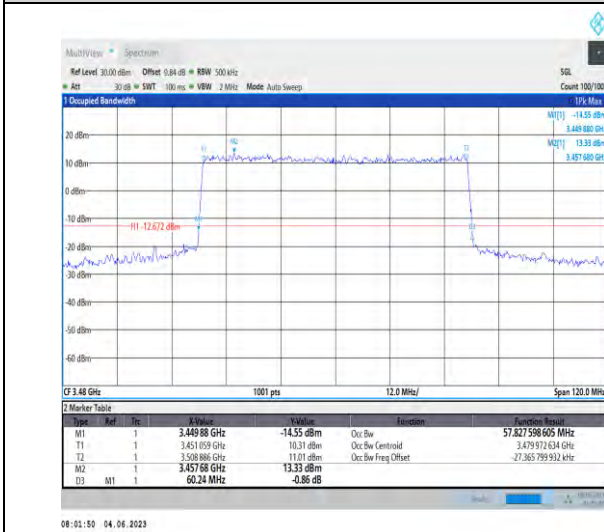 MultiView Spectrum
Ref Level 30.00 dBm Offset 0.84 dB RBW 500 kHz SGL
Att 30 dB SWT 100 ms VBW 2 MHz Mode Auto Sweep Count 100/100
1 Occupied Bandwidth 1Pk Max
M1[1] -14.55 dBm
3.449 880 GHz
M2[1] 13.33 dBm
3.457 680 GHz
20 dBm
T1 M2 T2
10 dBm
0 dBm
-10 dBm
H1 -12.672 dBm M1 D3
-20 dBm
-30 dBm
-40 dBm
-50 dBm
-60 dBm
CF 3.48 GHz 1001 pts 12.0 MHz/ Span 120.0 MHz
2 Marker Table
Type Ref Trc X-Value Y-Value Function Function Result
M1 1 3.449 88 GHz -14.55 dBm Occ Bw 57.827 598 605 MHz
T1 1 3.451 059 GHz 10.31 dBm Occ Bw Centroid 3.479 972 634 GHz
T2 1 3.508 886 GHz 11.01 dBm Occ Bw Freq Offset -27.365 799 932 kHz
M2 1 3.457 68 GHz 13.33 dBm
D3 M1 1 60.24 MHz -0.86 dB
08:01:50 04.06.2023